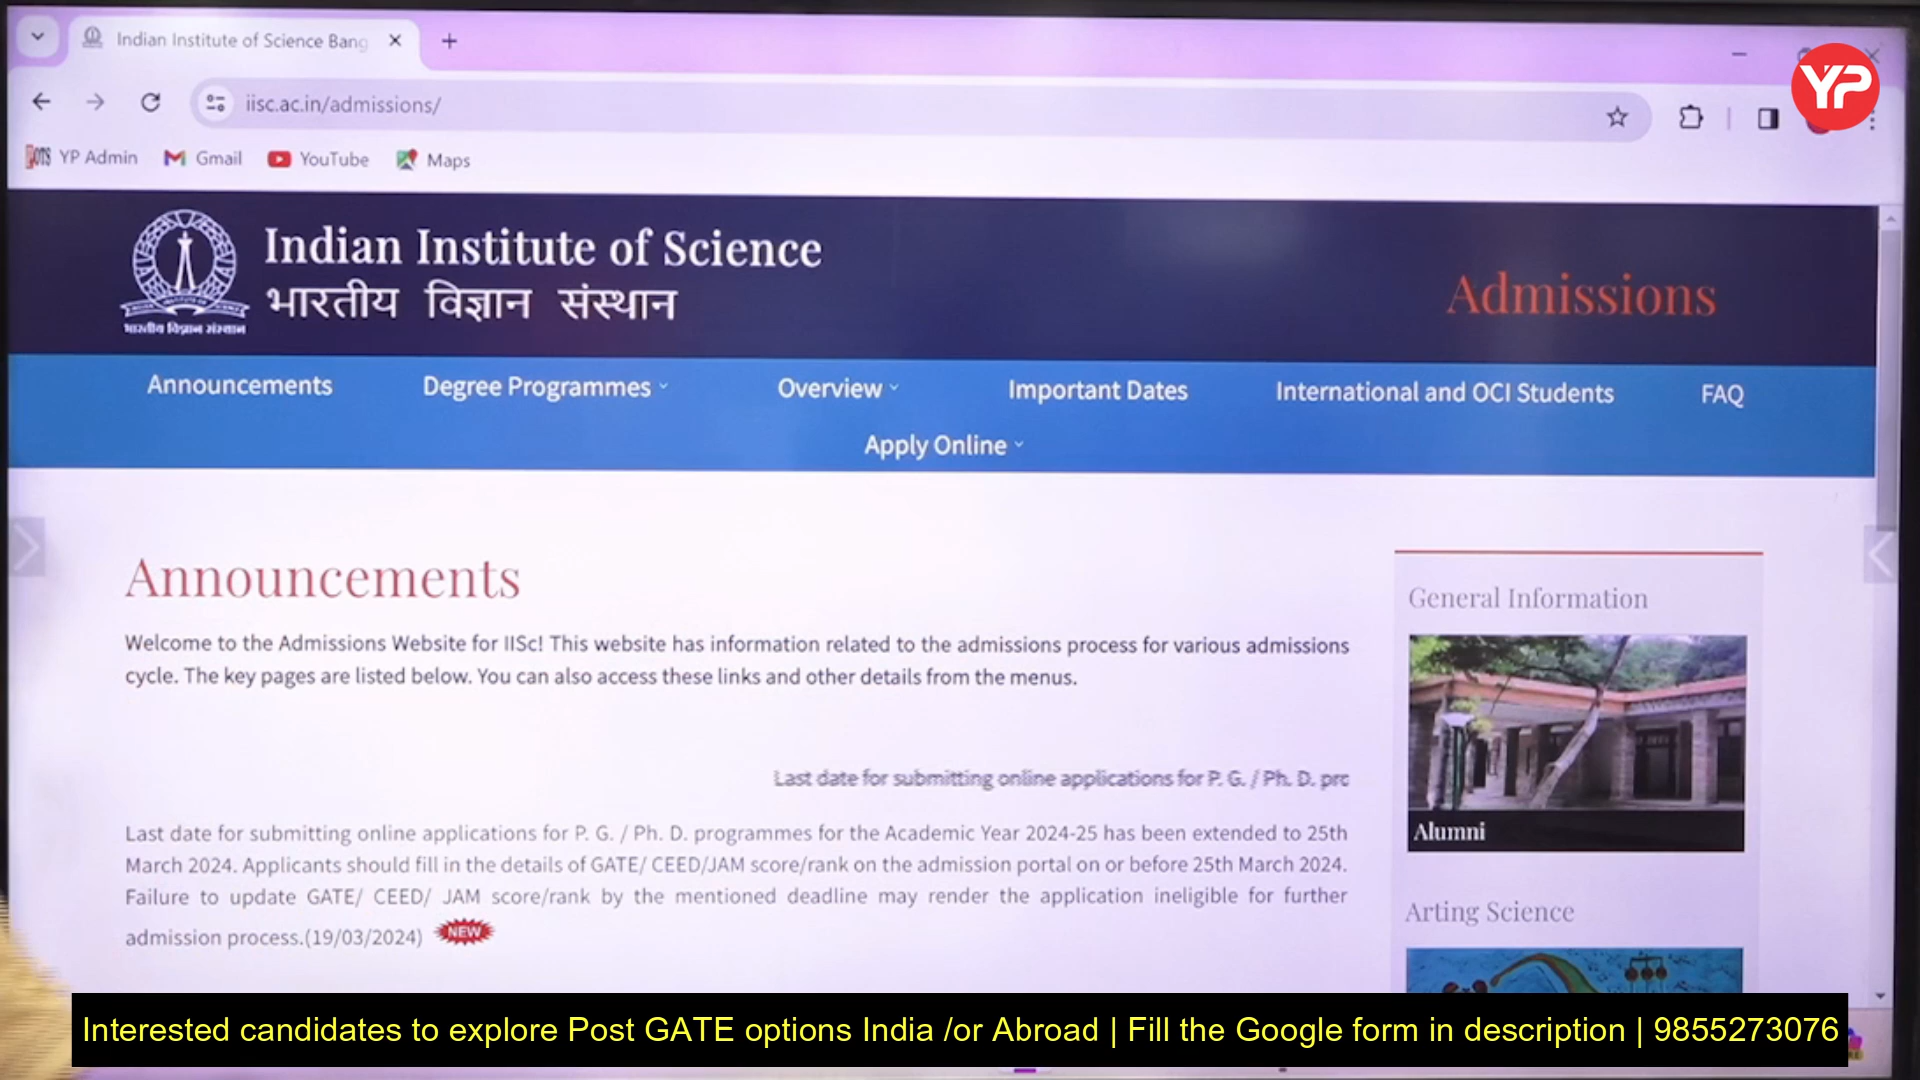 Indian Institute of Science Bang
iisc.ac.in/admissions/
YP
YP Admin Gmail YouTube Maps
Indian Institute of Science
भारतीय विज्ञान संस्थान
भारतीय विज्ञान संस्थान
Admissions
Announcements Degree Programmes Overview Important Dates International and OCI Students FAQ
Apply Online
Announcements
Welcome to the Admissions Website for IISc! This website has information related to the admissions process for various admissions
cycle. The key pages are listed below. You can also access these links and other details from the menus.
Last date for submitting online applications for P. G. / Ph. D. prc
Last date for submitting online applications for P. G. / Ph. D. programmes for the Academic Year 2024-25 has been extended to 25th
March 2024. Applicants should fill in the details of GATE/ CEED/JAM score/rank on the admission portal on or before 25th March 2024.
Failure to update GATE/ CEED/ JAM score/rank by the mentioned deadline may render the application ineligible for further
admission process.(19/03/2024) NEW
General Information
Alumni
Arting Science
Interested candidates to explore Post GATE options India /or Abroad | Fill the Google form in description | 9855273076